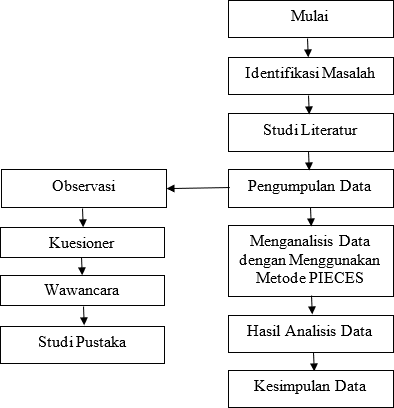 Mulai
Identifikasi Masalah
Studi Literatur
Pengumpulan Data
Observasi
Kuesioner
Wawancara
Studi Pustaka
Menganalisis Data
dengan Menggunakan
Metode PIECES
Hasil Analisis Data
Kesimpulan Data